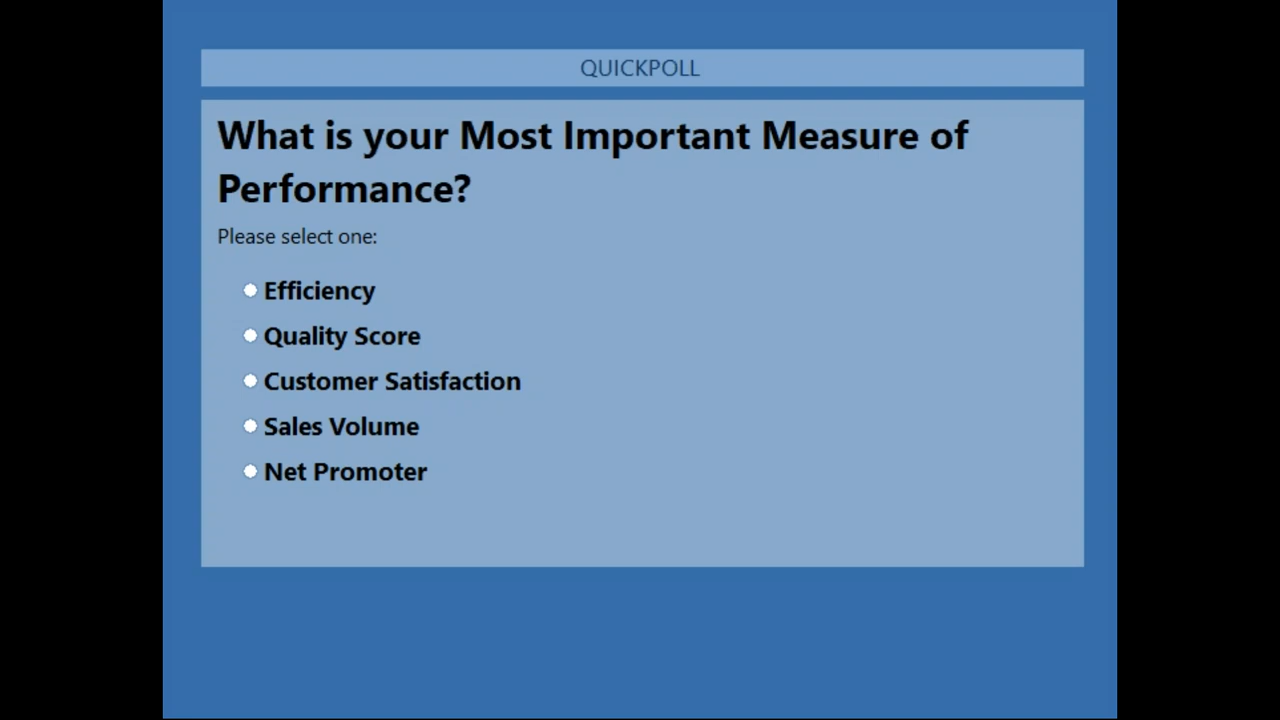 QUICKPOLL
What is your Most Important Measure of
Performance?
Please select one:
Efficiency
Quality Score
Customer Satisfaction
Sales Volume
Net Promoter